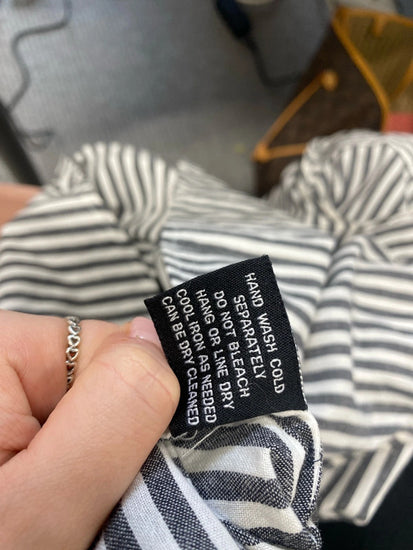 HAND WASH COLD
SEPARATELY
DO NOT BLEACH
HANG OR LINE DRY
COOL IRON AS NEEDED
CAN BE DRY CLEANED